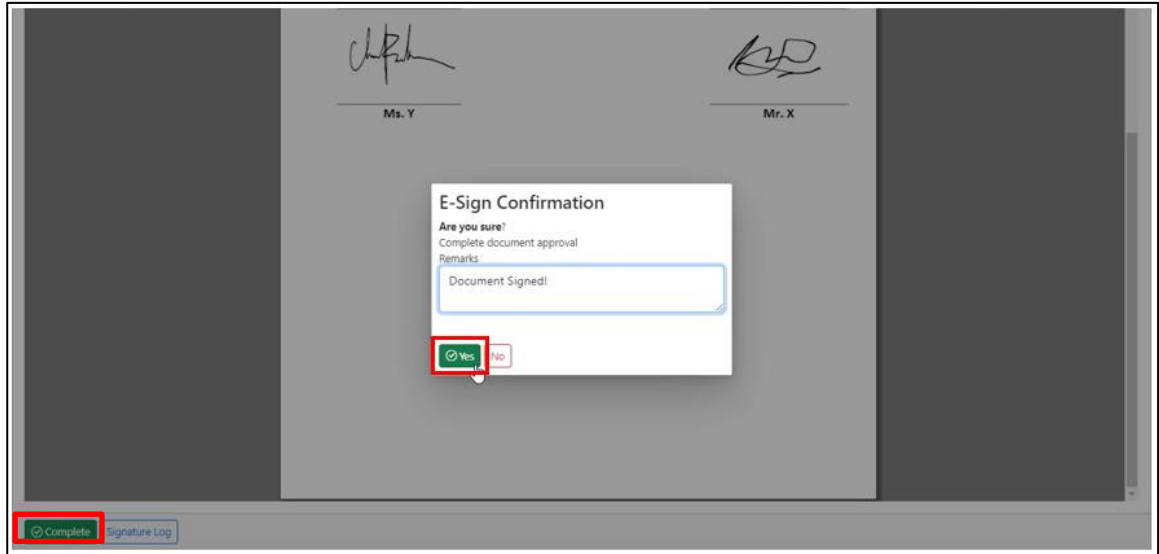 Ms. Y Mr. X
E-Sign Confirmation
Are you sure?
Complete document approval
Remarks
Document Signed!
Yes No
Complete Signature Log